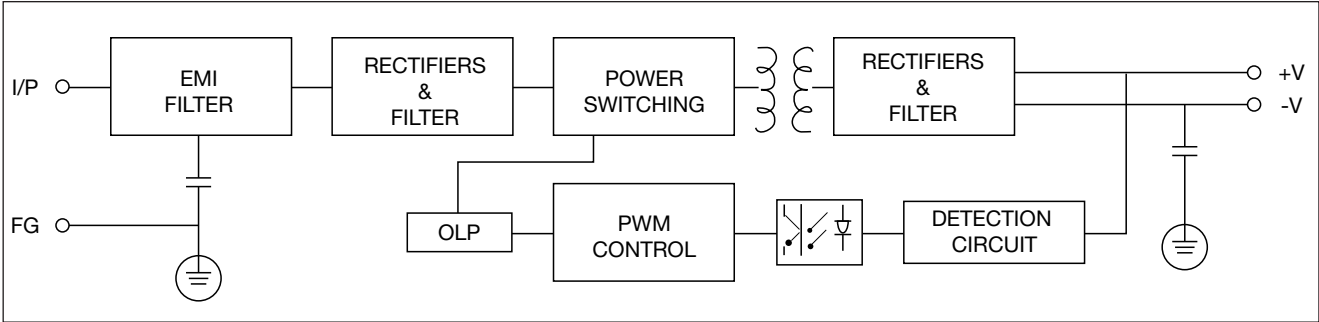 I/P
EMI
FILTER
RECTIFIERS
&
FILTER
POWER
SWITCHING
RECTIFIERS
&
FILTER
+V
-V
FG
OLP
PWM
CONTROL
DETECTION
CIRCUIT